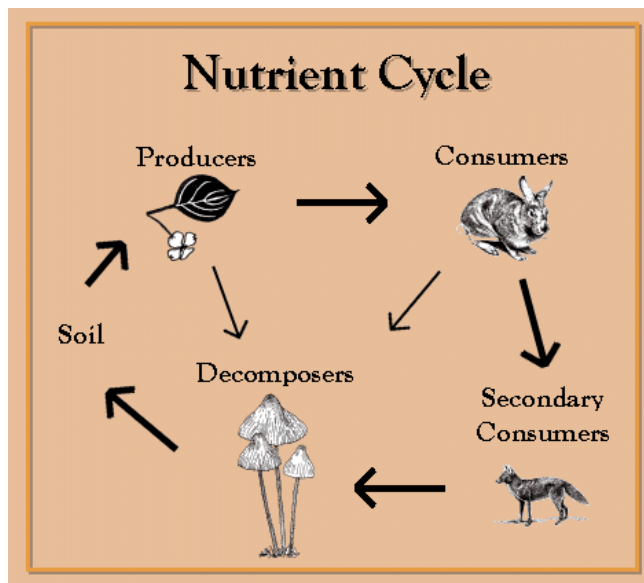 Nutrient Cycle
Producers
Consumers
Soil
Decomposers
Secondary
Consumers